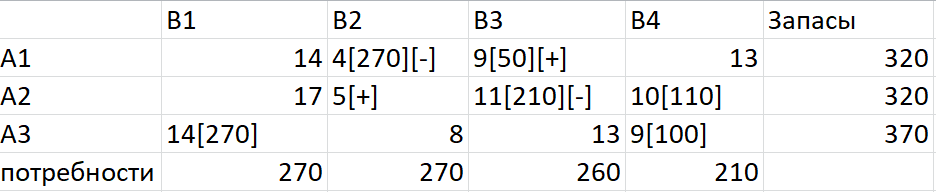 B1 B2 B3 B4 Запасы
A1 14 4[270][-] 9[50][+] 13 320
A2 17 5[+] 11[210][-] 10[110] 320
A3 14[270] 8 13 9[100] 370
потребности 270 270 260 210